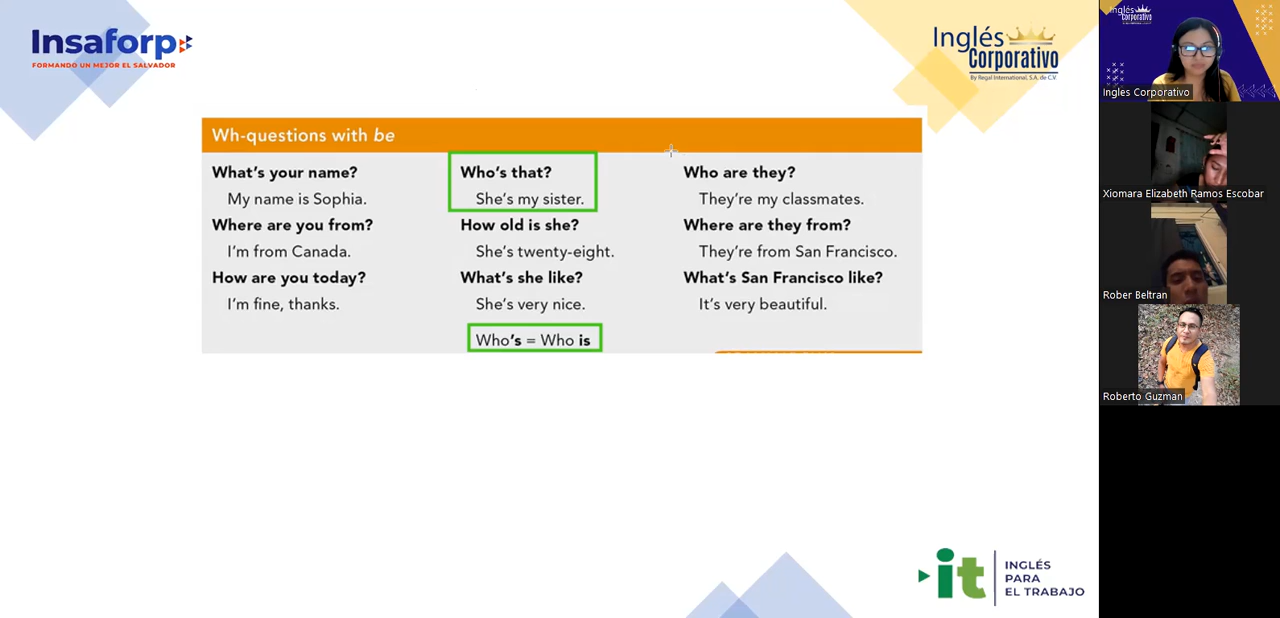 Insaforp
FORMANDO UN MEJOR EL SALVADOR
Inglés
Corporativo
By Regal International, S.A. de C.V.
Wh-questions with be
What's your name?
My name is Sophia.
Where are you from?
I'm from Canada.
How are you today?
I'm fine, thanks.
Who's that?
She's my sister.
How old is she?
She's twenty-eight.
What's she like?
She's very nice.
Who's = Who is
Who are they?
They're my classmates.
Where are they from?
They're from San Francisco.
What's San Francisco like?
It's very beautiful.
it
INGLÉS
PARA
EL TRABAJO
Inglés
Corporativo
Ingles Corporativo
Xiomara Elizabeth Ramos Escobar
Rober Beltran
Roberto Guzman